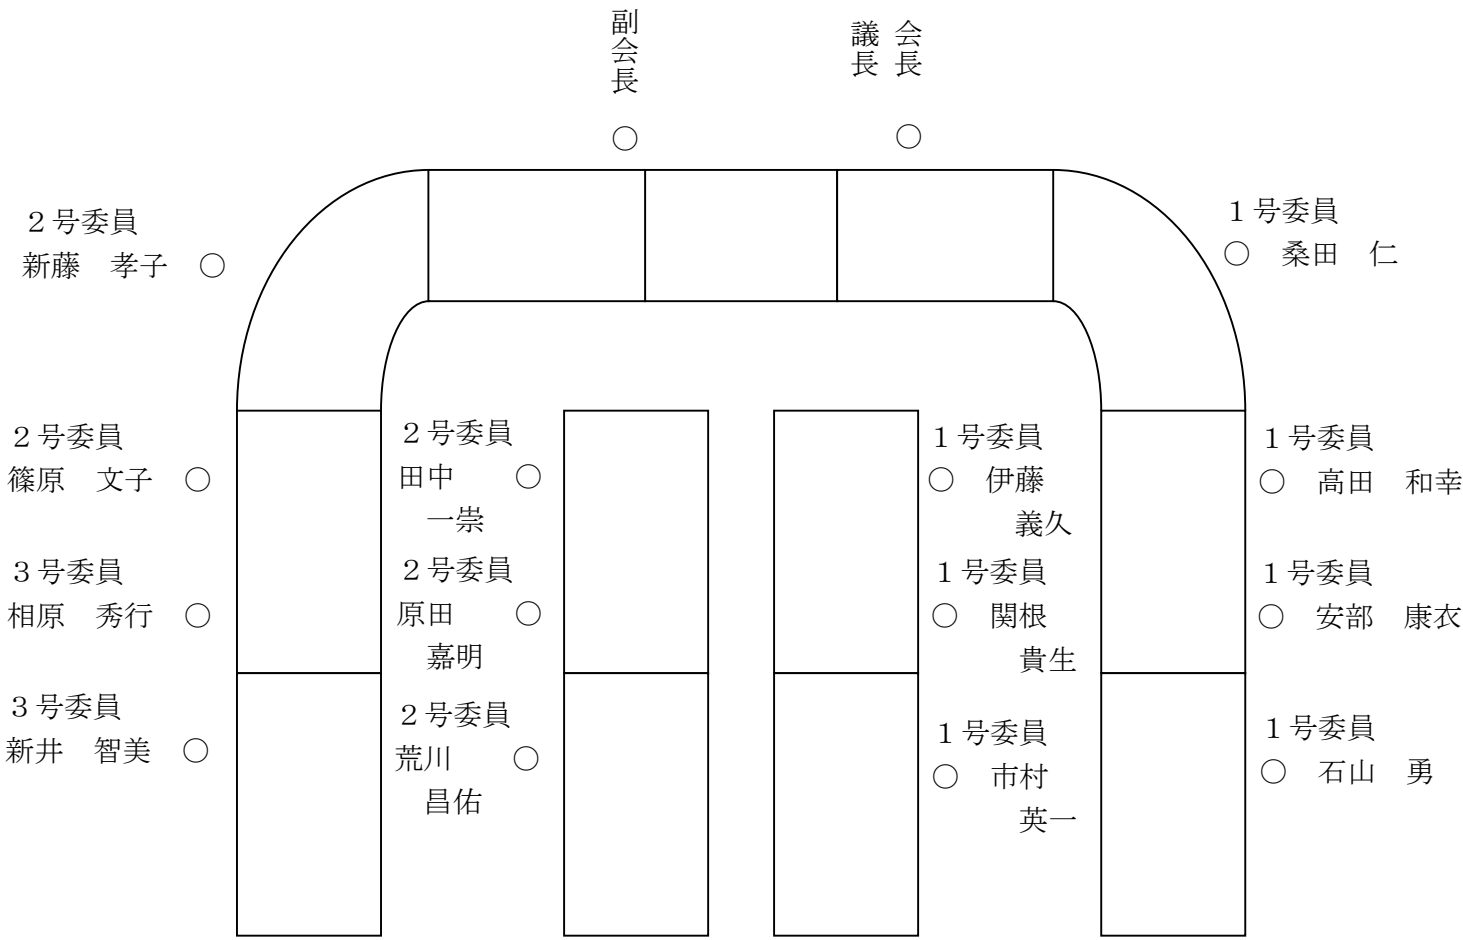 副会長
会長
議長
○
○
２号委員
新藤　孝子　○
１号委員
○　桑田　仁
２号委員
篠原　文子　○
２号委員
田中　　○
一崇
１号委員
○　伊藤
義久
１号委員
○　高田　和幸
３号委員
相原　秀行　○
２号委員
原田　　○
嘉明
１号委員
○　関根
貴生
１号委員
○　安部　康衣
３号委員
新井　智美　○
２号委員
荒川　　○
昌佑
１号委員
○　市村
英一
１号委員
○　石山　勇